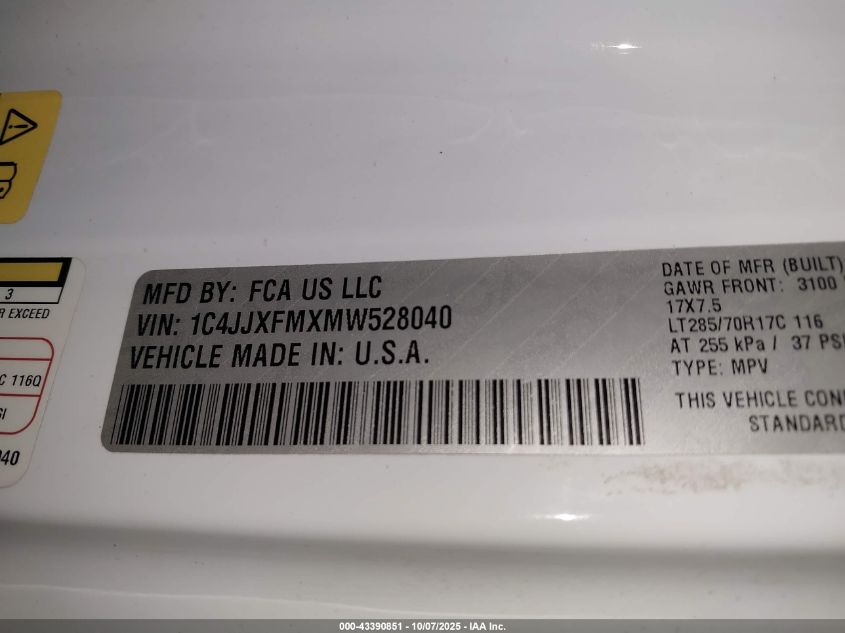 3
R EXCEED
C 116Q
SI
040
MFD BY: FCA US LLC
VIN: 1C4JJXFMXMW528040
VEHICLE MADE IN: U.S.A.
DATE OF MFR (BUILT)
GAWR FRONT: 3100
17X7.5
LT285/70R17C 116
AT 255 kPa / 37 PSI
TYPE: MPV
THIS VEHICLE CON
STANDARD
000-43390851 - 10/07/2025 - IAA Inc.